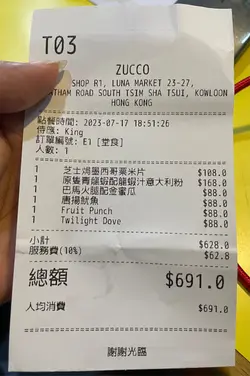 T03
ZUCCO
SHOP R1, LUNA MARKET 23-27,
ATHAM ROAD SOUTH TSIM SHA TSUI, KOWLOON
HONG KONG
點餐時間: 2023-07-17 18:51:26
侍應: King
訂單編號: E1 [堂食]
人數: 1
1 芝士焗墨西哥粟米片 $108.0
1 原隻青龍蝦配龍蝦汁意大利粉 $168.0
1 巴馬火腿配金蜜瓜 $88.0
1 唐揚魷魚 $88.0
1 Fruit Punch $88.0
1 Twilight Dove $88.0
小計 $628.0
服務費(10%) $62.8
總額 $691.0
人均消費 $691.0
謝謝光臨